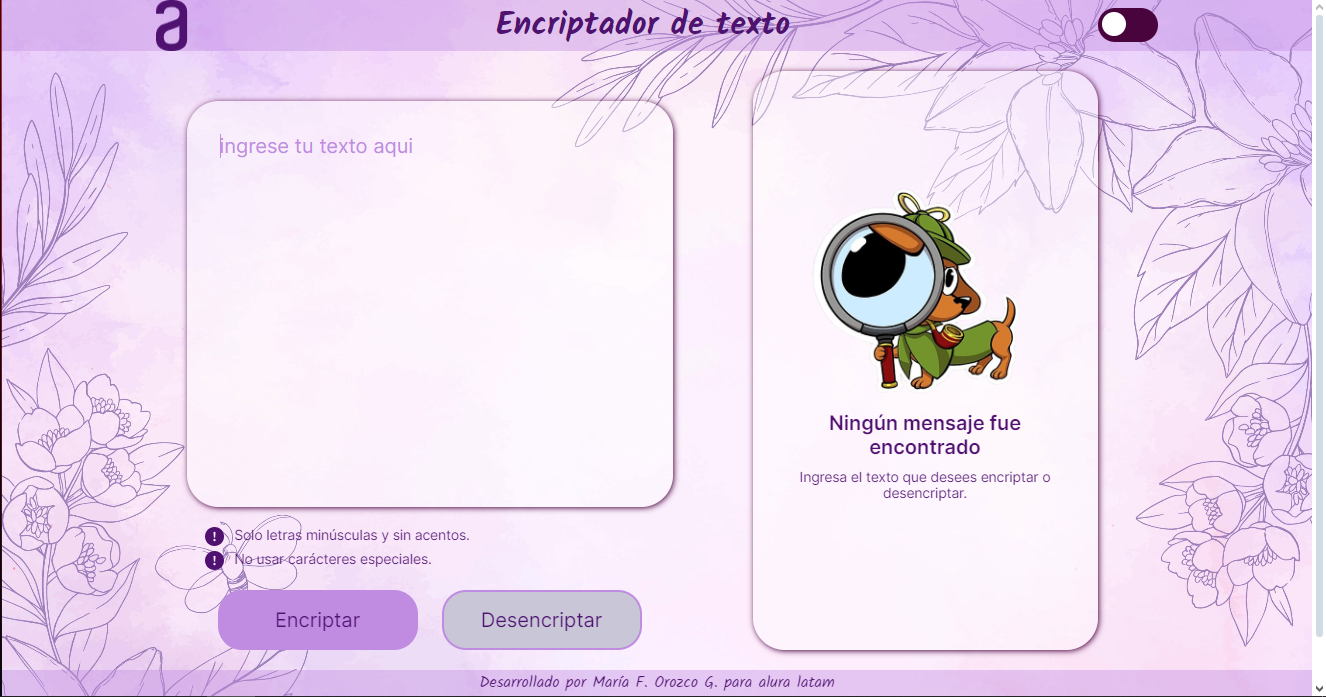 a
Encriptador de texto
ingrese tu texto aqui
Ningún mensaje fue
encontrado
Ingresa el texto que desees encriptar o
desencriptar.
! Solo letras minúsculas y sin acentos.
! No usar carácteres especiales.
Encriptar
Desencriptar
Desarrollado por María F. Orozco G. para alura latam